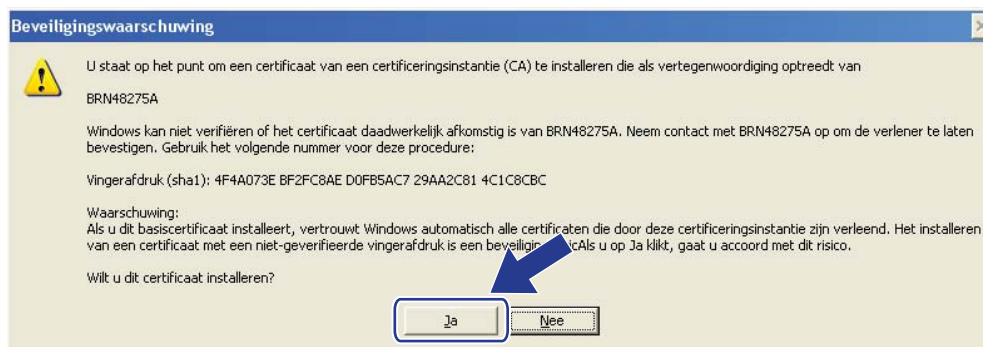 Beveiligingswaarschuwing
U staat op het punt om een certificaat van een certificeringsinstantie (CA) te installeren die als vertegenwoordiging optreedt van
BRN48275A
Windows kan niet verifiëren of het certificaat daadwerkelijk afkomstig is van BRN48275A. Neem contact met BRN48275A op om de verlener te laten
bevestigen. Gebruik het volgende nummer voor deze procedure:
Vingerafdruk (sha1): 4F4A073E BF2FC8AE D0FB5AC7 29AA2C81 4C1C8CBC
Waarschuwing:
Als u dit basiscertificaat installeert, vertrouwt Windows automatisch alle certificaten die door deze certificeringsinstantie zijn verleend. Het installeren
van een certificaat met een niet-geverifieerde vingerafdruk is een Als u op Ja klikt, gaat u accoord met dit risico.
Wilt u dit certificaat installeren?
Ja
Nee